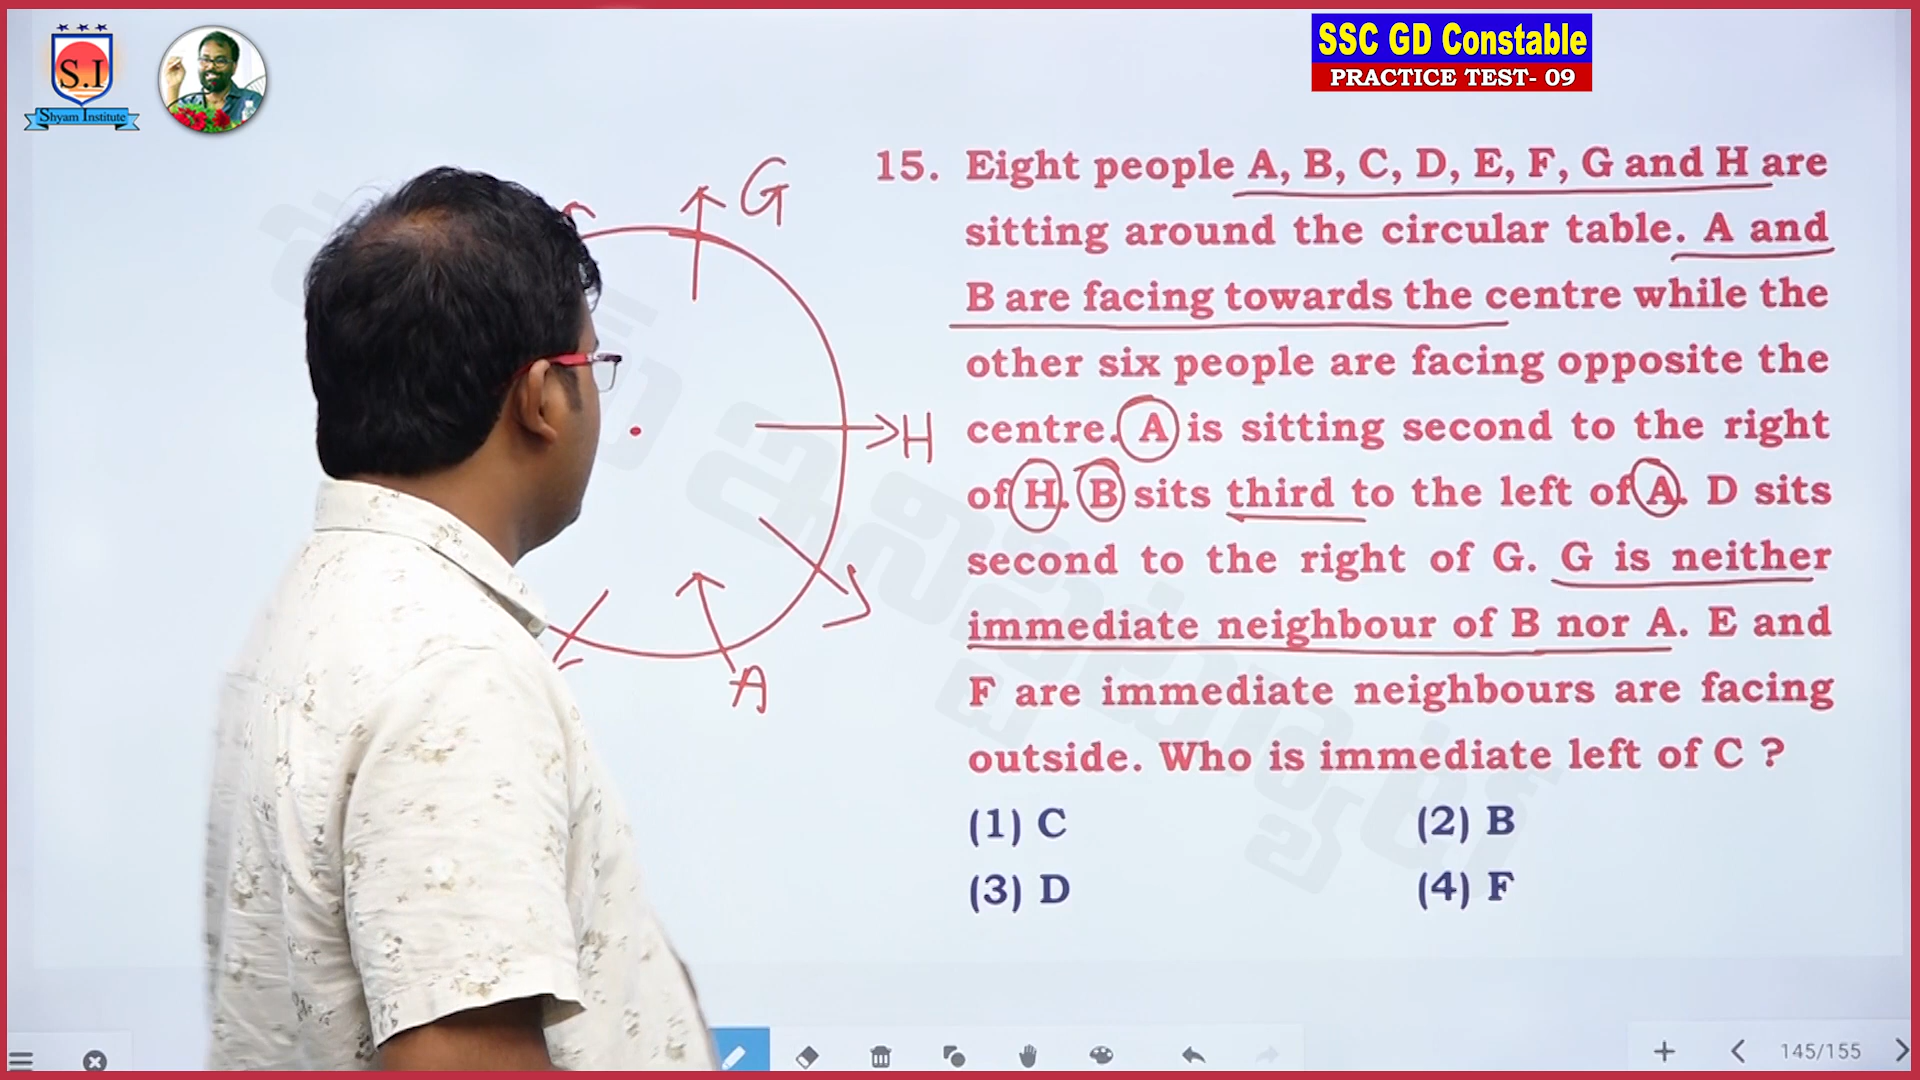 S.I
Shyam Institute
SSC GD Constable
PRACTICE TEST- 09
G
H
A
15. Eight people A, B, C, D, E, F, G and H are
sitting around the circular table. A and
B are facing towards the centre while the
other six people are facing opposite the
centre. A is sitting second to the right
of H. B sits third to the left of A. D sits
second to the right of G. G is neither
immediate neighbour of B nor A. E and
F are immediate neighbours are facing
outside. Who is immediate left of C ?
(1) C (2) B
(3) D (4) F
145/155